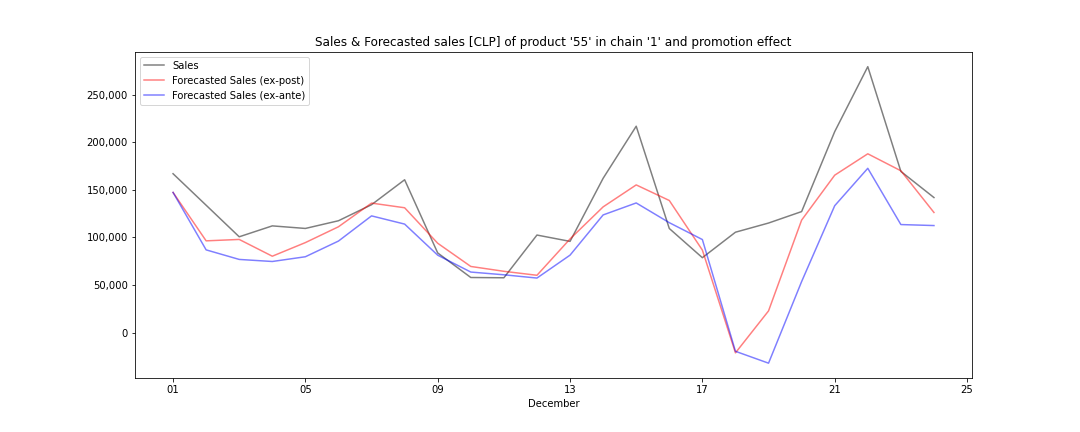 Sales & Forecasted sales [CLP] of product '55' in chain '1' and promotion effect
Sales
Forecasted Sales (ex-post)
Forecasted Sales (ex-ante)
250,000
200,000
150,000
100,000
50,000
0
01 05 09 13 17 21 25
December